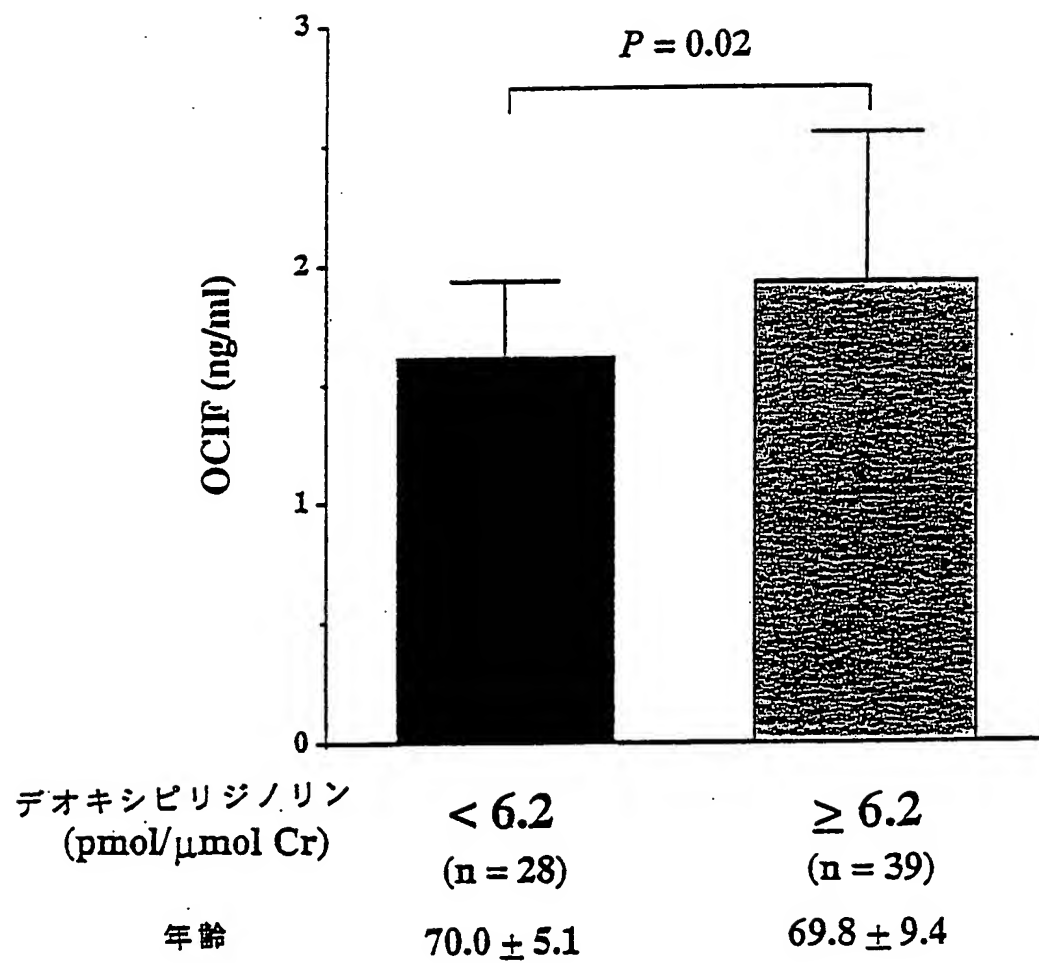 3
P = 0.02
2
OCIF (ng/ml)
1
0
デオキシピリジノリン
(pmol/μmol Cr)
< 6.2
≥ 6.2
(n = 28)
(n = 39)
年齢
70.0 ± 5.1
69.8 ± 9.4